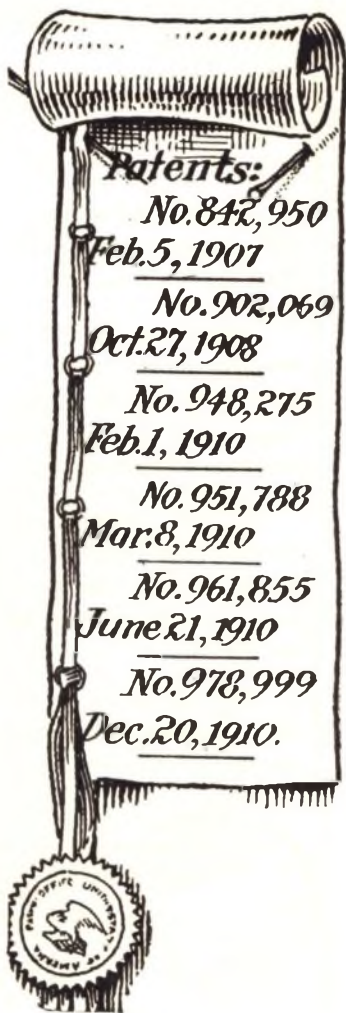 Patents:
No. 842,950
Feb. 5, 1907
No. 902,069
Oct. 27, 1908
No. 948,275
Feb. 1, 1910
No. 951,788
Mar. 8, 1910
No. 961,855
June 21, 1910
No. 978,999
Dec. 20, 1910.